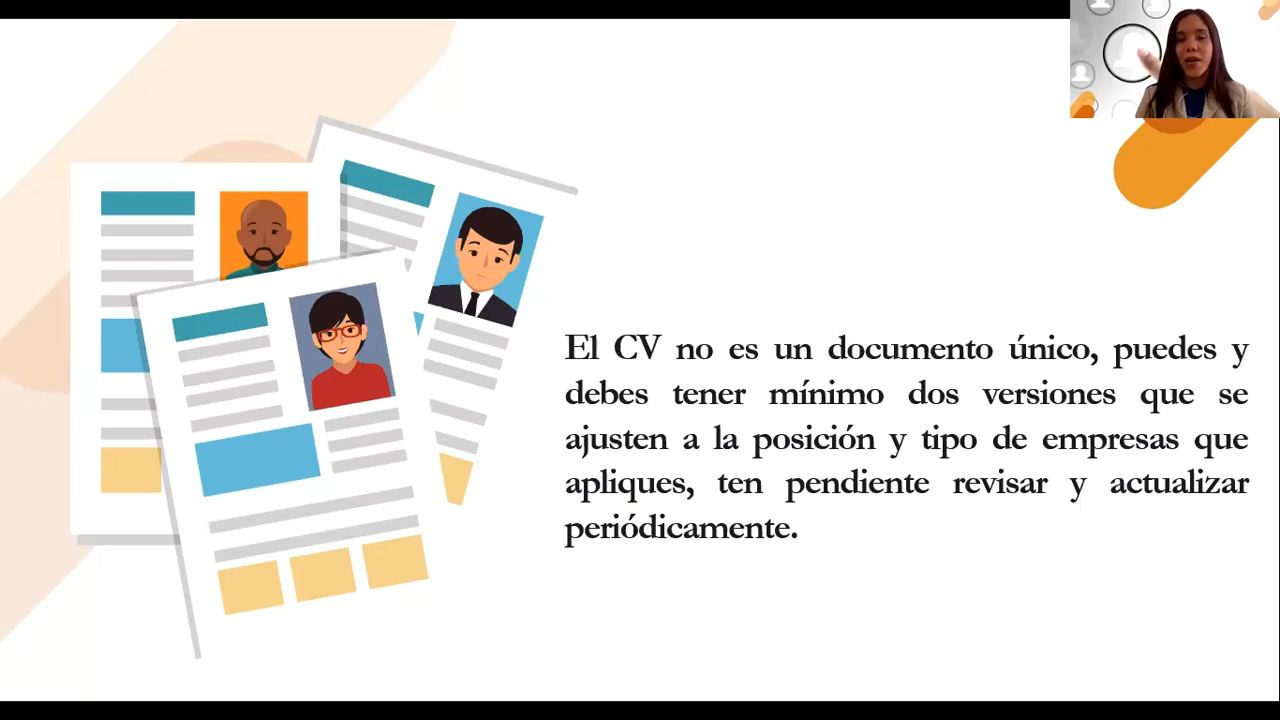 El CV no es un documento único, puedes y
debes tener mínimo dos versiones que se
ajusten a la posición y tipo de empresas que
apliques, ten pendiente revisar y actualizar
periódicamente.